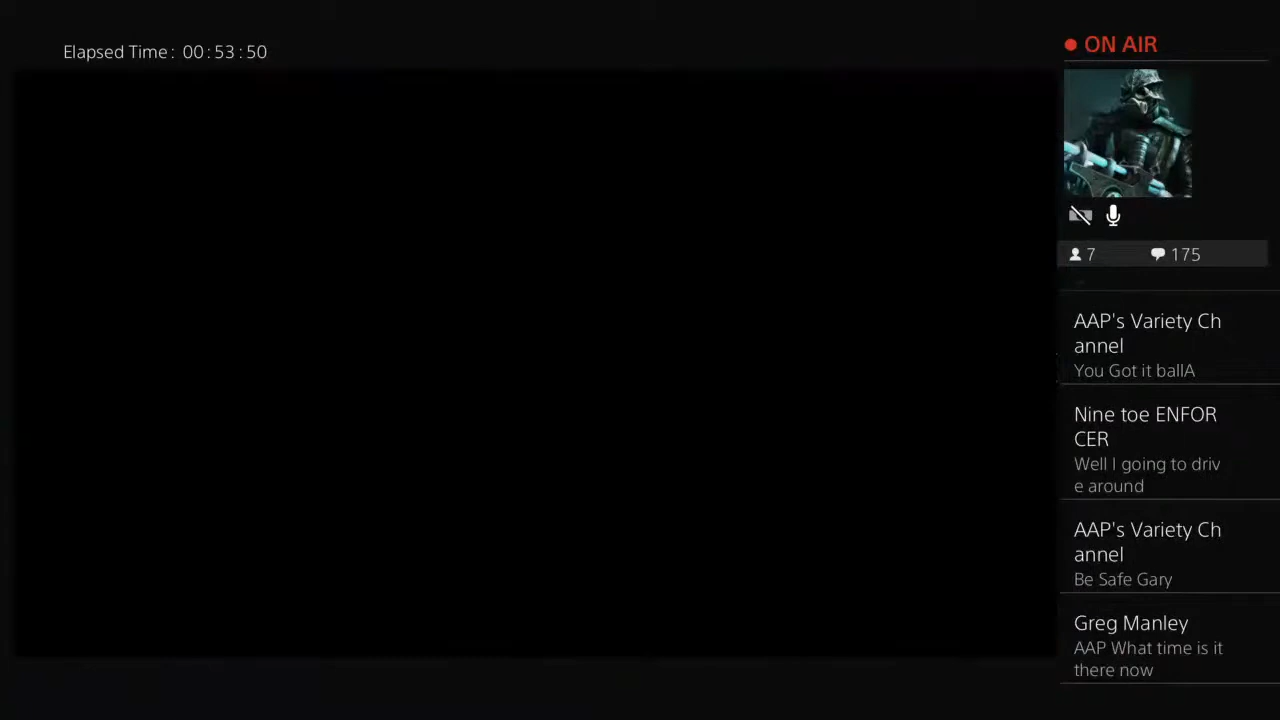 Elapsed Time: 00:53:50
ON AIR
7 175
AAP's Variety Ch
annel
You Got it ballA
Nine toe ENFOR
CER
Well I going to driv
e around
AAP's Variety Ch
annel
Be Safe Gary
Greg Manley
AAP What time is it
there now